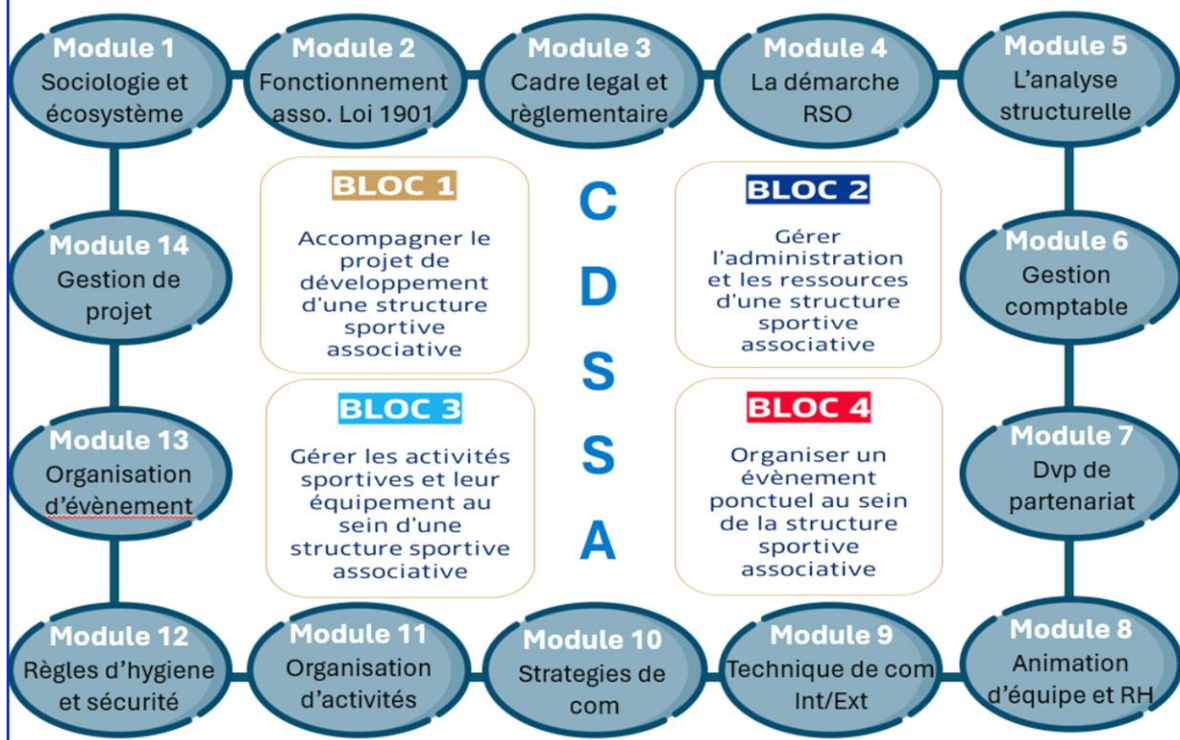 Module 1
Sociologie et
écosystème
Module 2
Fonctionnement
asso. Loi 1901
Module 3
Cadre legal et
règlementaire
Module 4
La démarche
RSO
Module 5
L'analyse
structurelle
Module 14
Gestion de
projet
BLOC 1
Accompagner le
projet de
développement
d'une structure
sportive
associative
C
D
S
S
A
BLOC 2
Gérer
l'administration
et les ressources
d'une structure
sportive
associative
Module 6
Gestion
comptable
Module 13
Organisation
d'évènement
BLOC 3
Gérer les activités
sportives et leur
équipement au
sein d'une
structure sportive
associative
BLOC 4
Organiser un
évènement
ponctuel au sein
de la structure
sportive
associative
Module 7
Dvp de
partenariat
Module 12
Règles d'hygiene
et sécurité
Module 11
Organisation
d'activités
Module 10
Strategies de
com
Module 9
Technique de com
Int/Ext
Module 8
Animation
d'équipe et RH